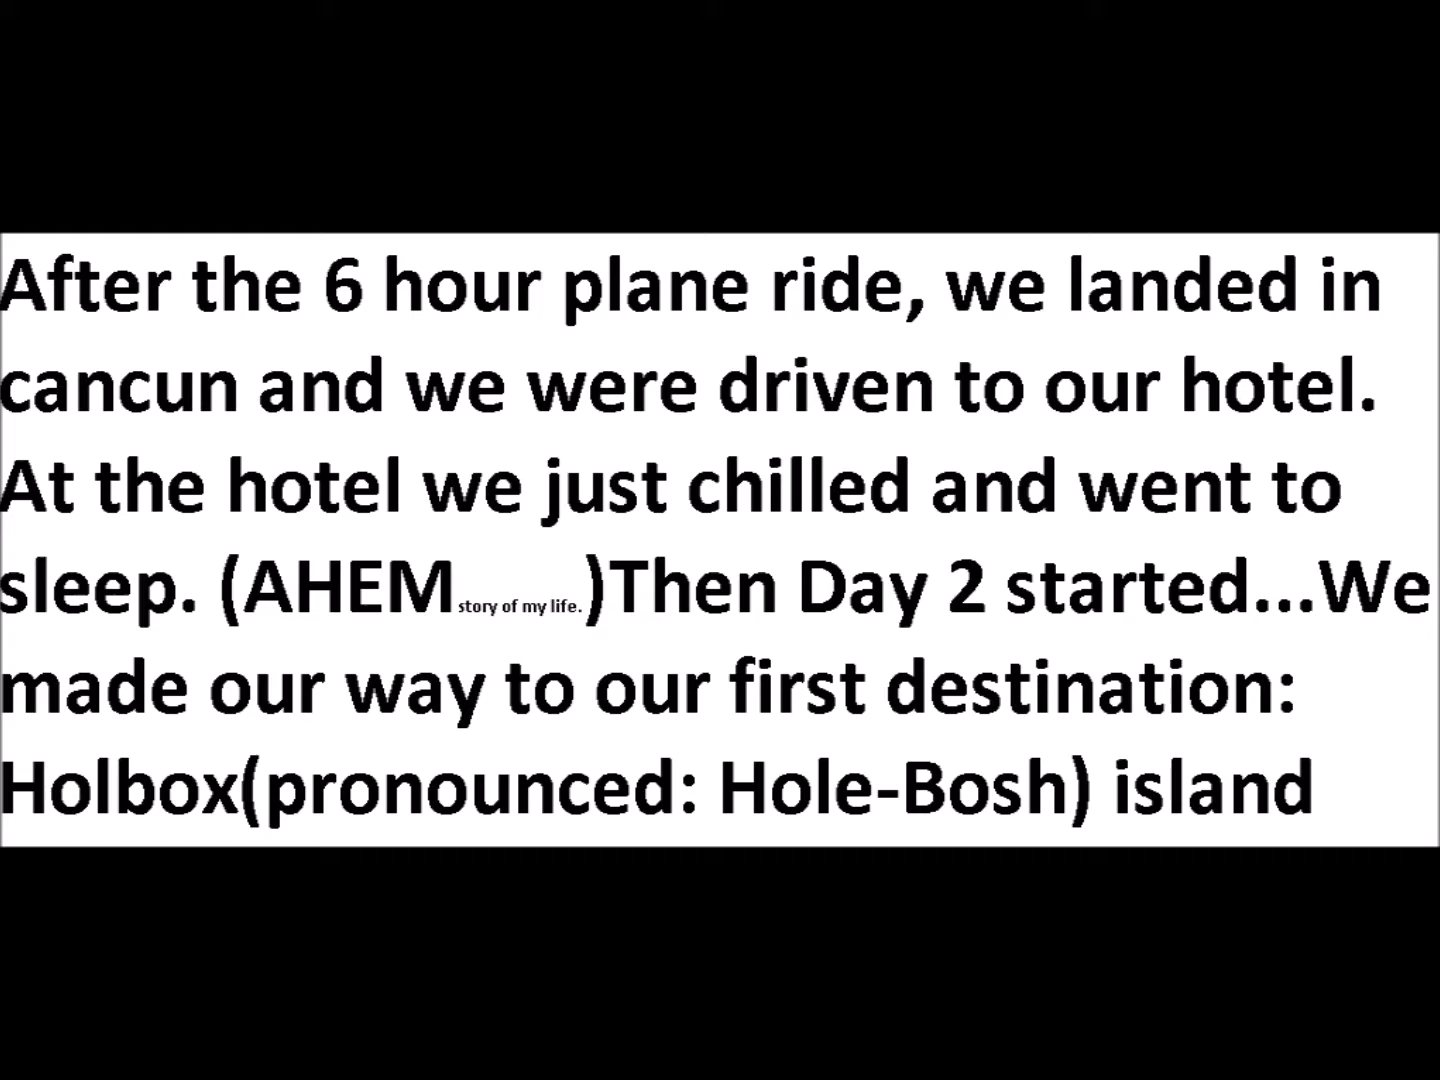 After the 6 hour plane ride, we landed in
cancun and we were driven to our hotel.
At the hotel we just chilled and went to
sleep. (AHEM story of my life. )Then Day 2 started...We
made our way to our first destination:
Holbox(pronounced: Hole-Bosh) island